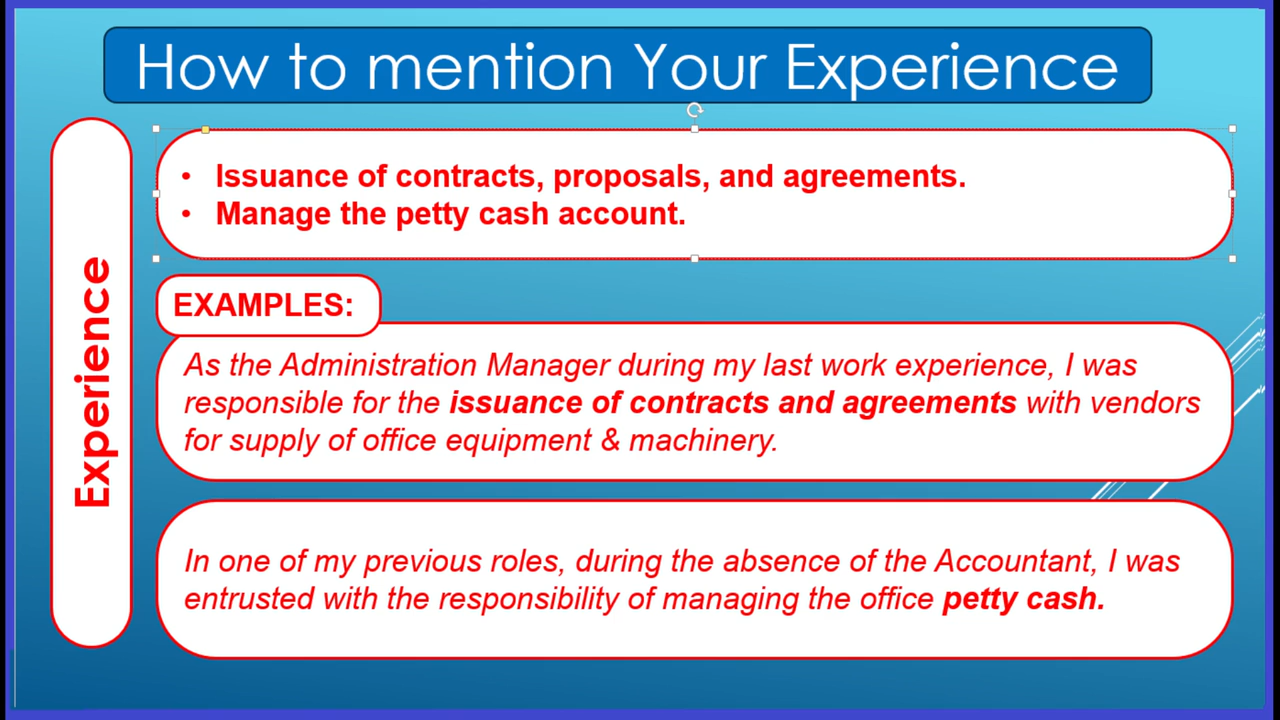 How to mention Your Experience
Experience
• Issuance of contracts, proposals, and agreements.
• Manage the petty cash account.
EXAMPLES:
As the Administration Manager during my last work experience, I was
responsible for the issuance of contracts and agreements with vendors
for supply of office equipment & machinery.
In one of my previous roles, during the absence of the Accountant, I was
entrusted with the responsibility of managing the office petty cash.